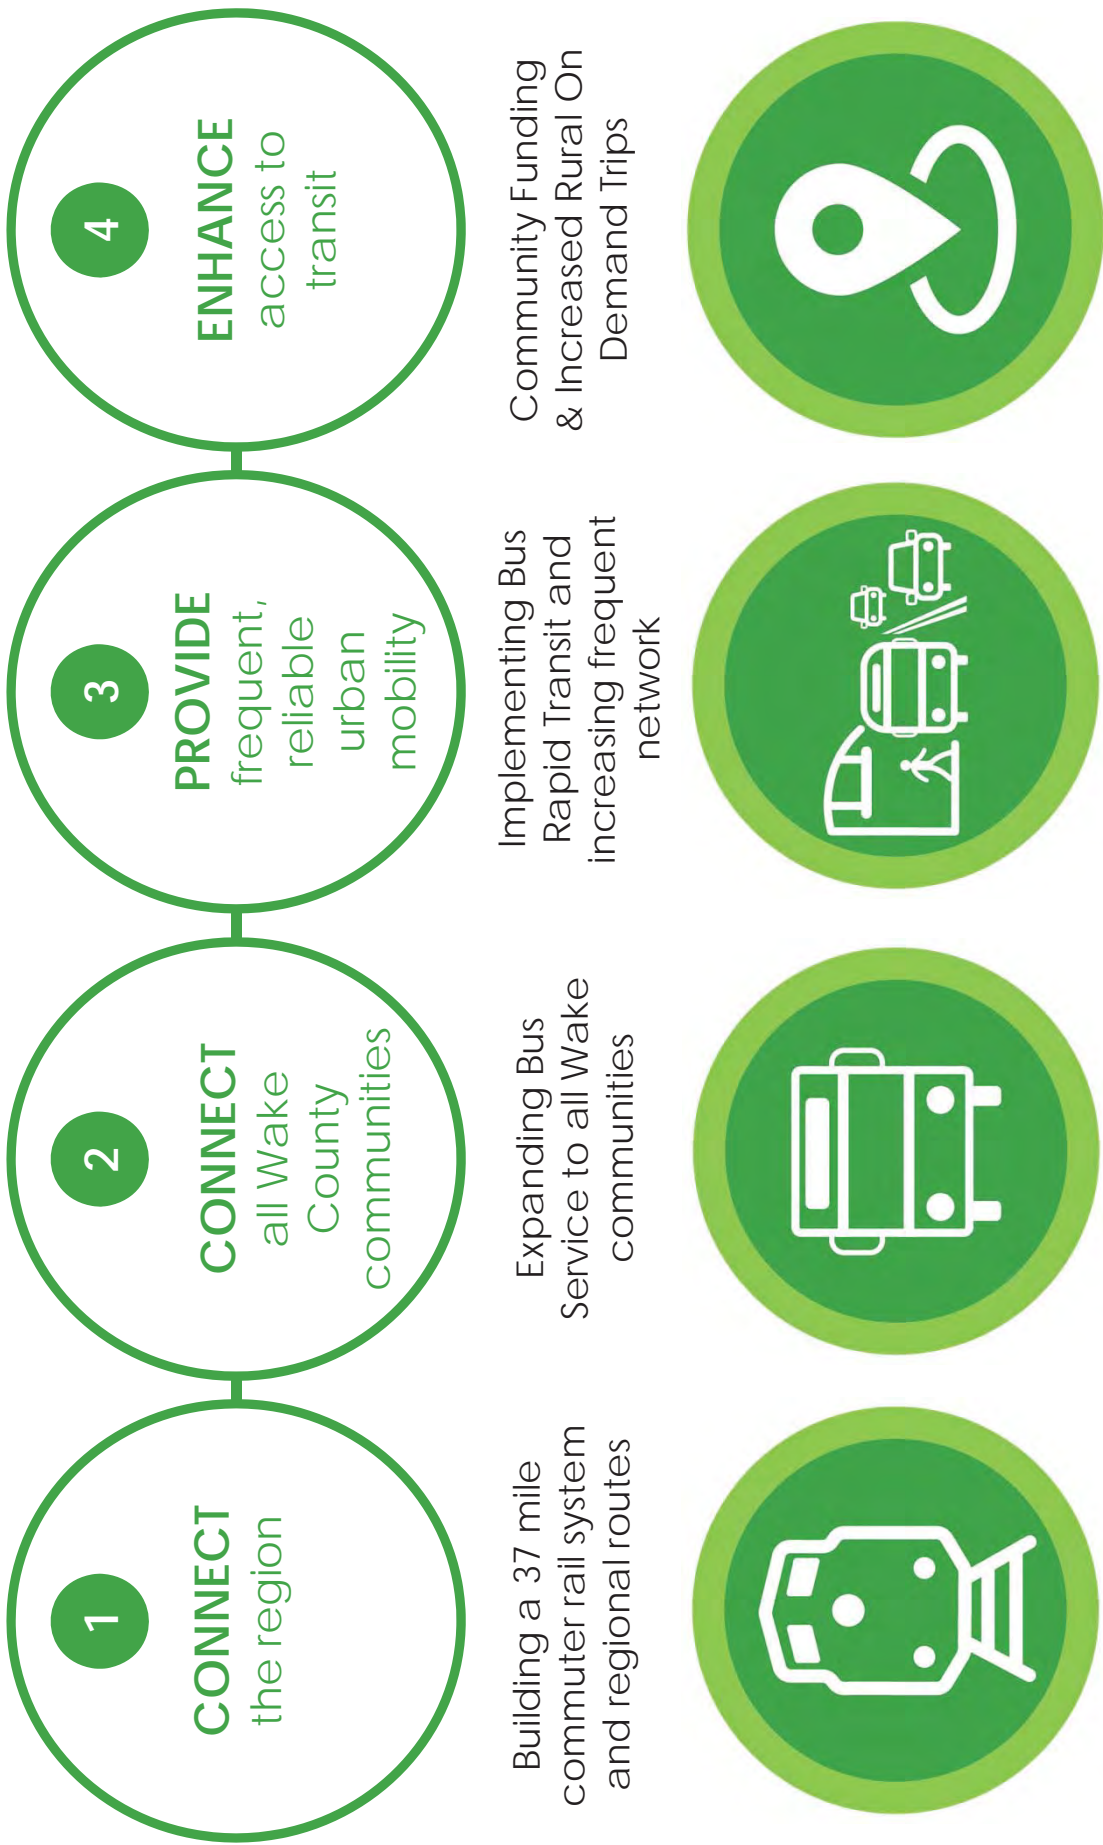 1
CONNECT
the region
Building a 37 mile
commuter rail system
and regional routes
2
CONNECT
all Wake
County
communities
Expanding Bus
Service to all Wake
communities
3
PROVIDE
frequent,
reliable
urban
mobility
Implementing Bus
Rapid Transit and
increasing frequent
network
4
ENHANCE
access to
transit
Community Funding
& Increased Rural On
Demand Trips